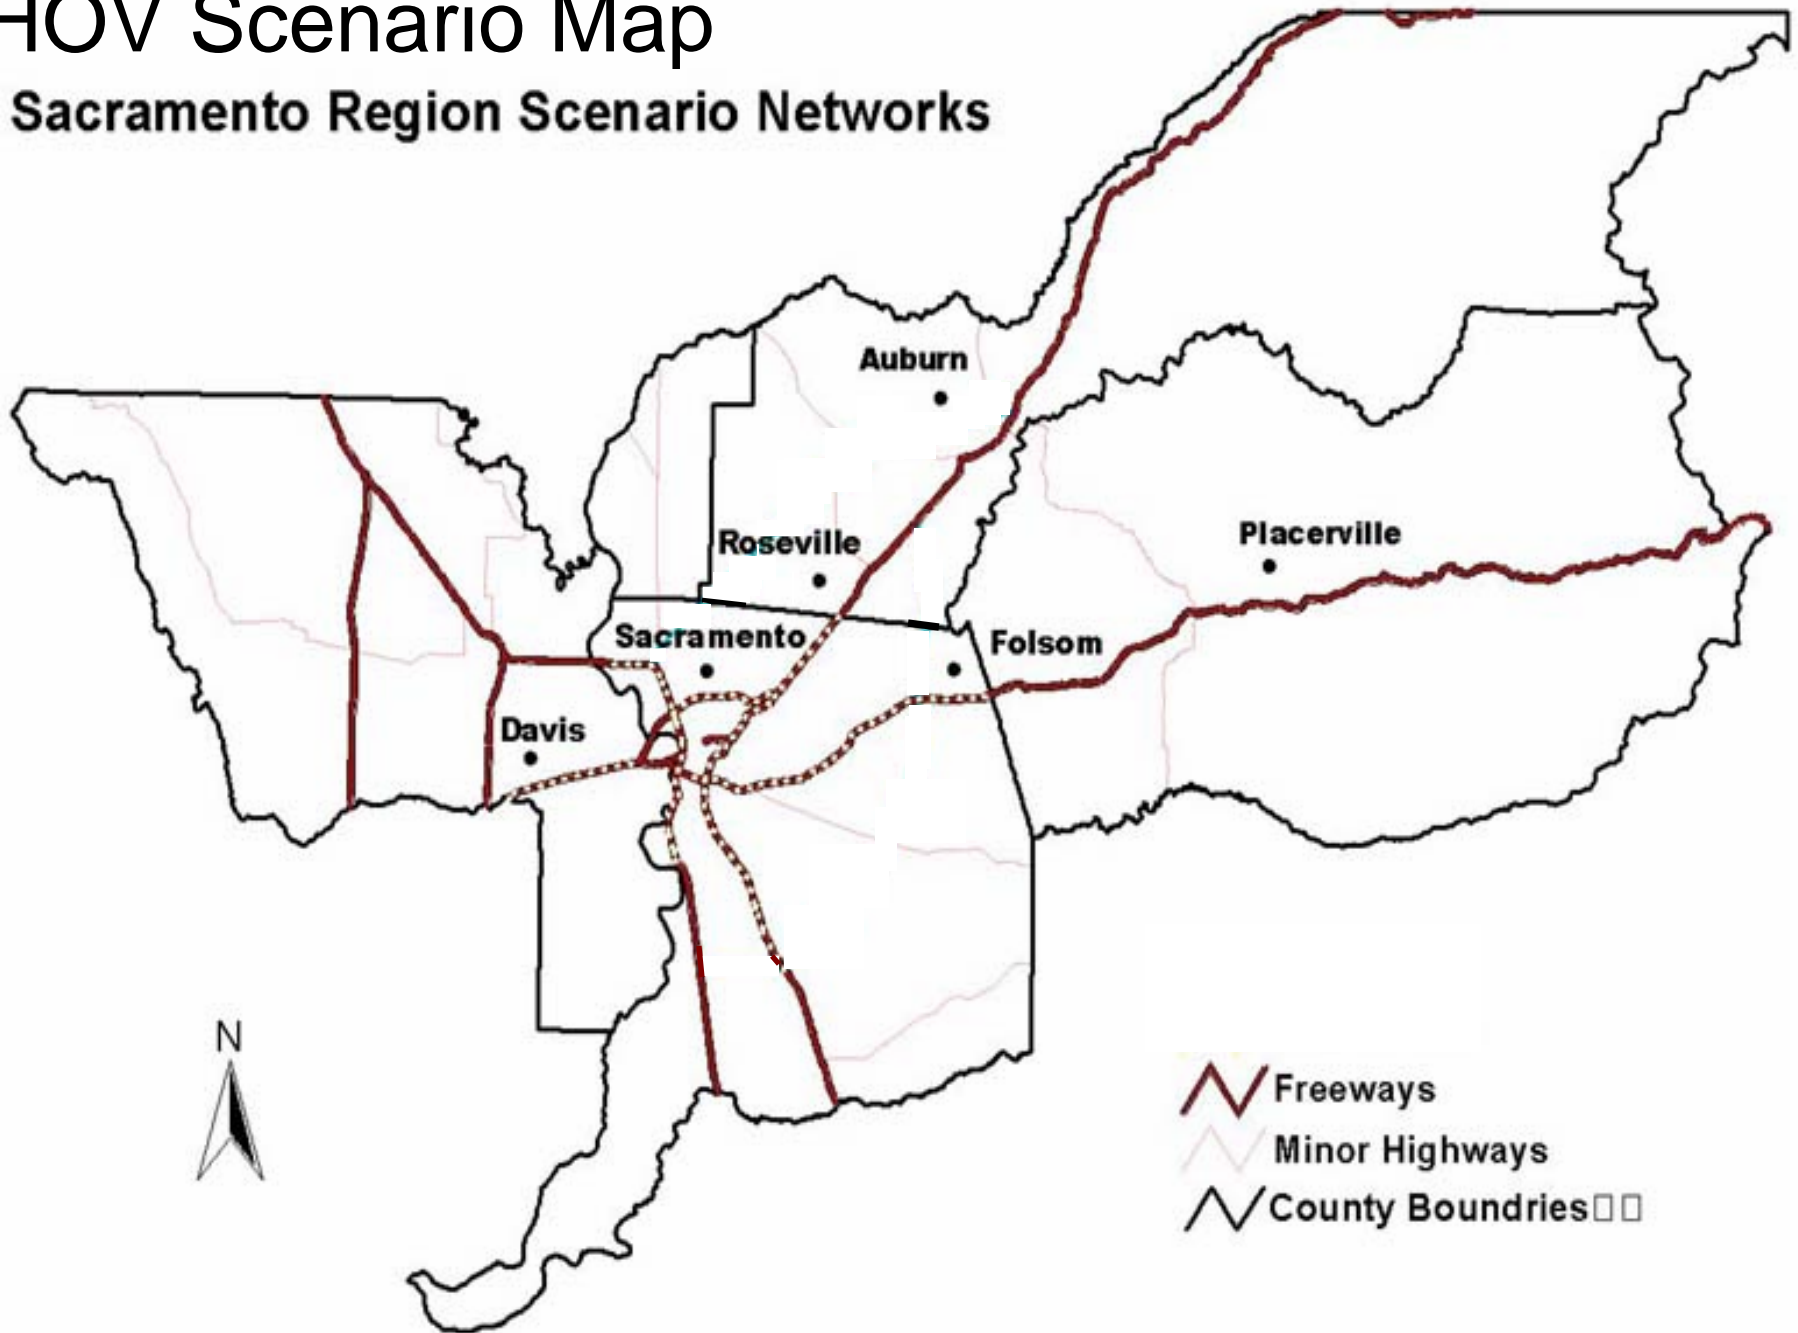 HOV Scenario Map
Sacramento Region Scenario Networks
Auburn
Roseville
Placerville
Sacramento
Folsom
Davis
N
Freeways
Minor Highways
County Boundries